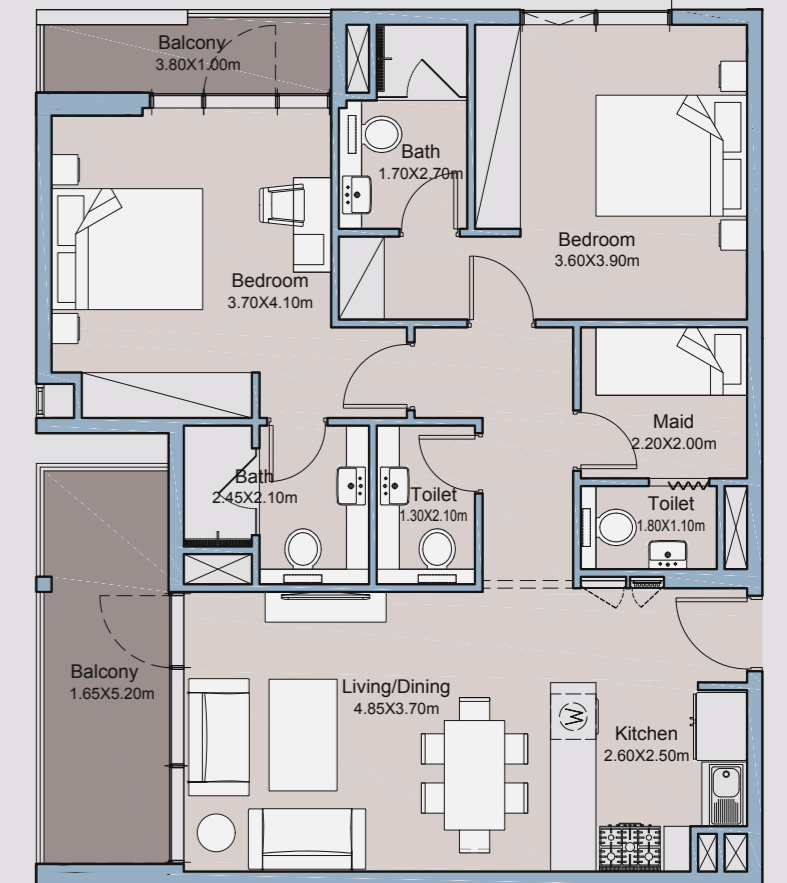 Balcony
3.80X1.00m
Bath
1.70X2.70m
Bedroom
3.60X3.90m
Bedroom
3.70X4.10m
Maid
2.20X2.00m
Bath
2.45X2.10m
Toilet
1.30X2.10m
Toilet
1.80X1.10m
Balcony
1.65X5.20m
Living/Dining
4.85X3.70m
W
Kitchen
2.60X2.50m